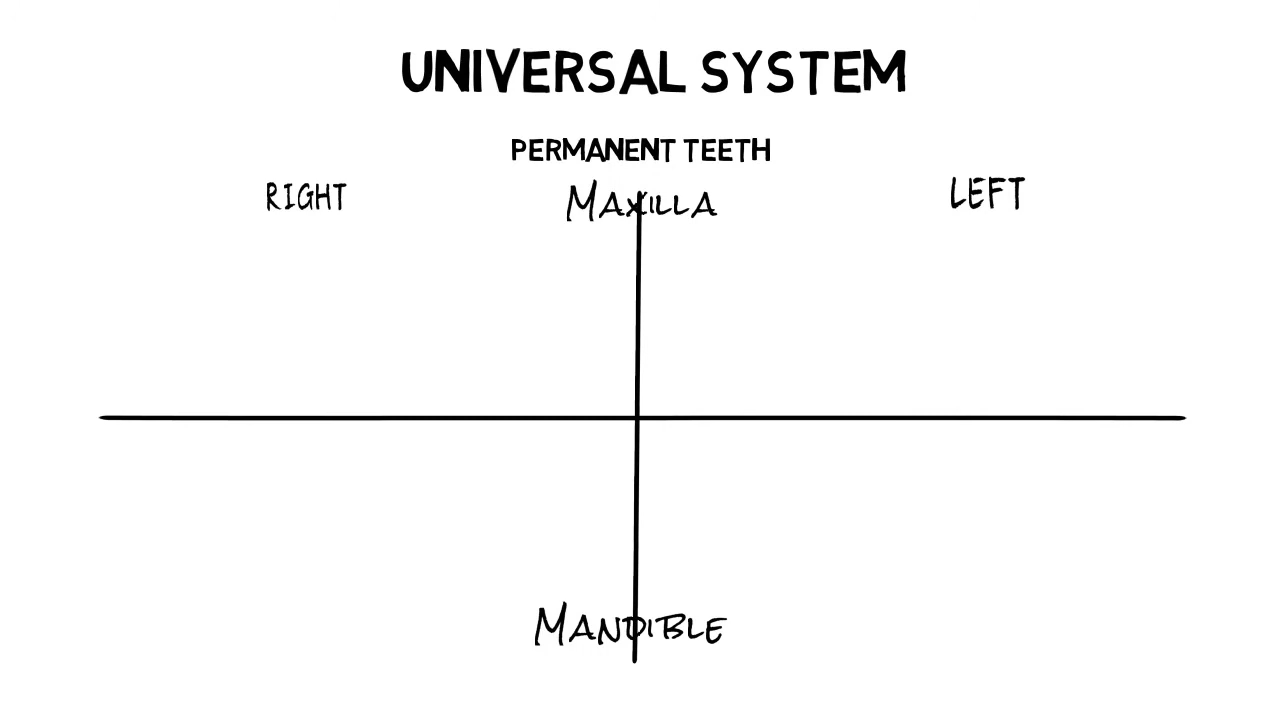 UNIVERSAL SYSTEM
PERMANENT TEETH
RIGHT MAXILLA LEFT
MANDIBLE